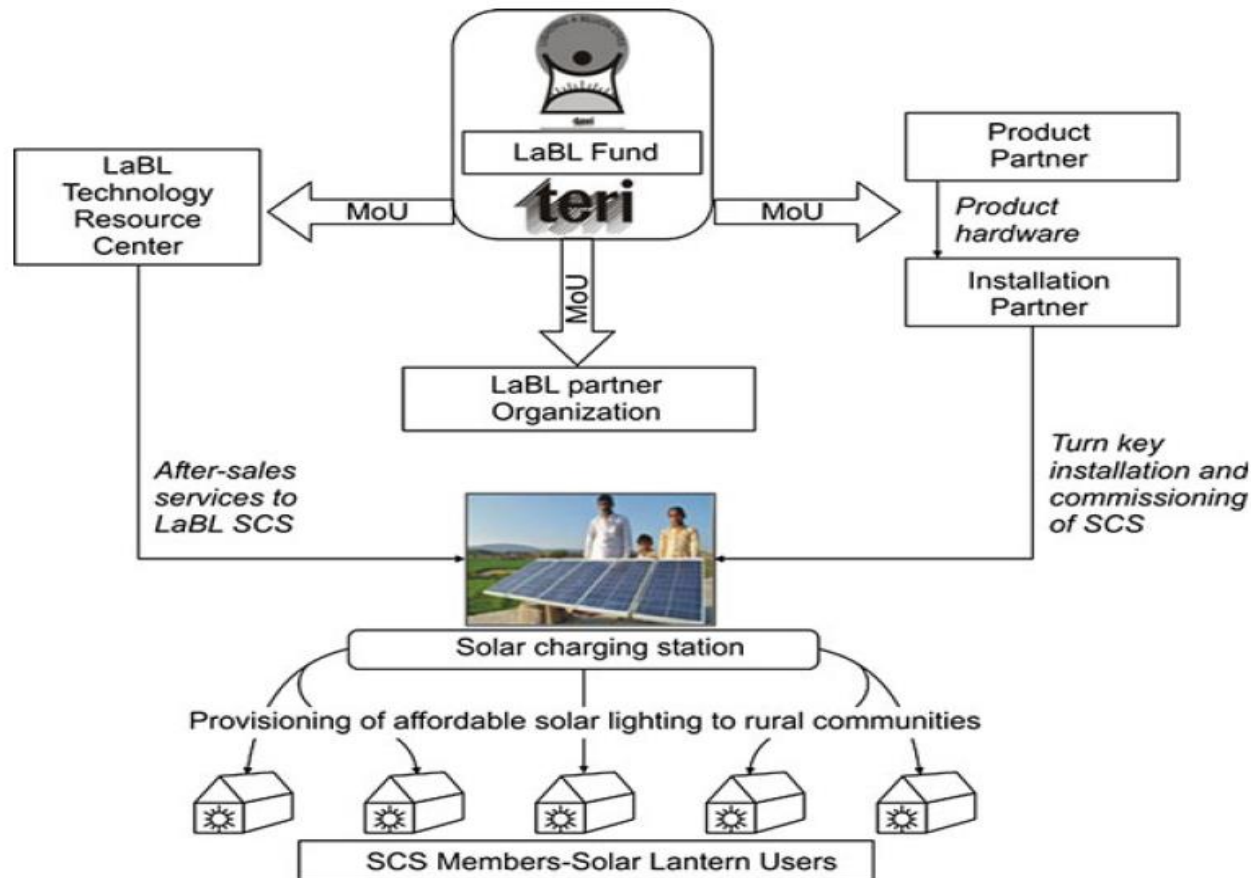 LaBL Fund
teri
LaBL
Technology
Resource
Center
MoU
MoU
MoU
Product
Partner
Product
hardware
Installation
Partner
LaBL partner
Organization
After-sales
services to
LaBL SCS
Turn key
installation and
commissioning
of SCS
Solar charging station
Provisioning of affordable solar lighting to rural communities
SCS Members-Solar Lantern Users